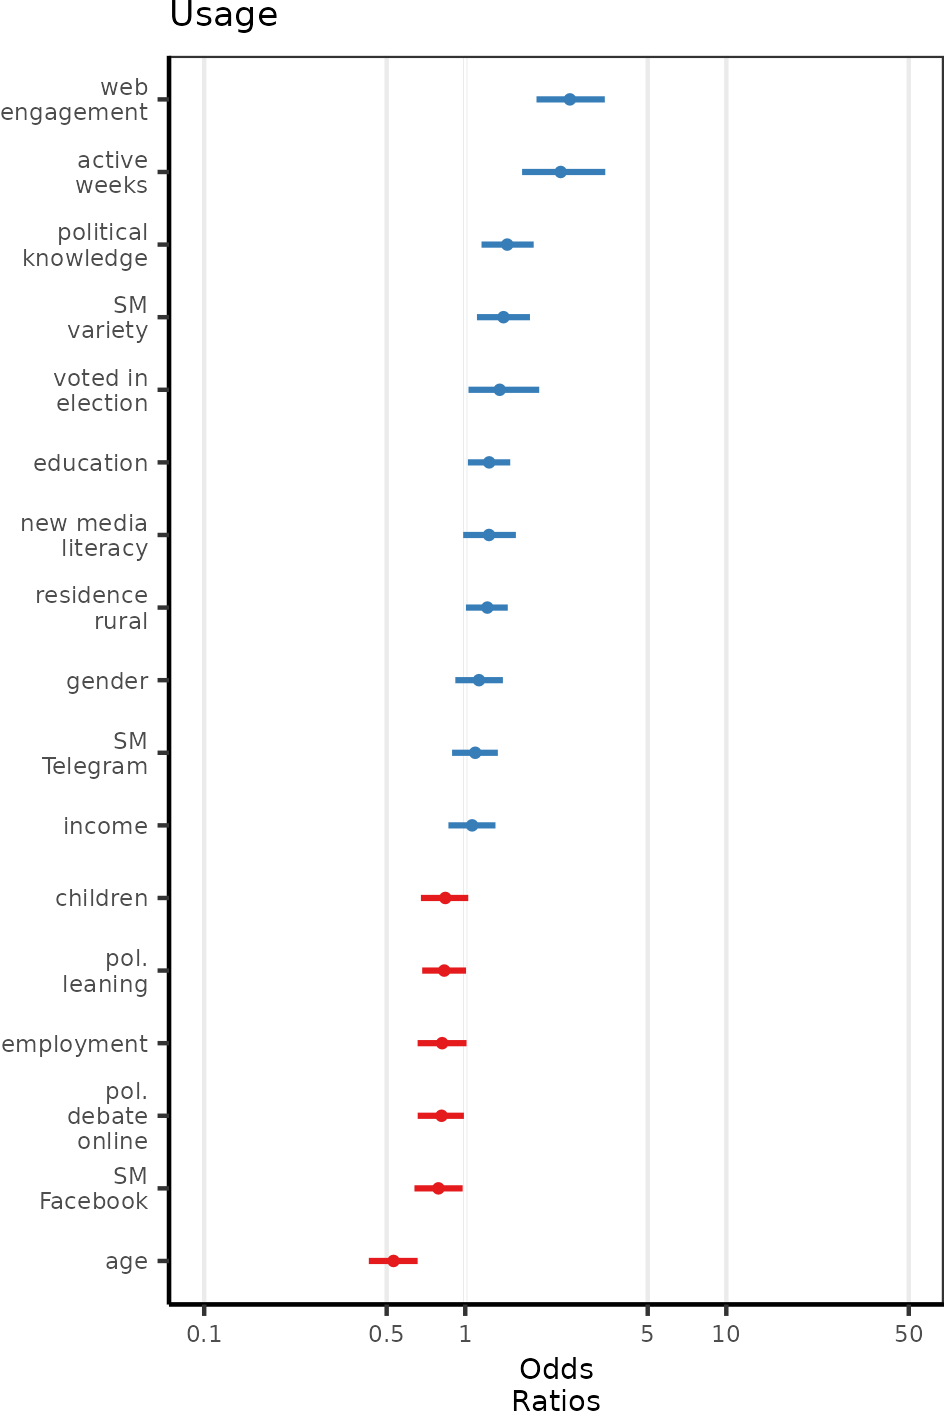 Usage
web
engagement
active
weeks
political
knowledge
SM
variety
voted in
election
education
new media
literacy
residence
rural
gender
SM
Telegram
income
children
pol.
leaning
employment
pol.
debate
online
SM
Facebook
age
0.1 0.5 1 5 10 50
Odds
Ratios